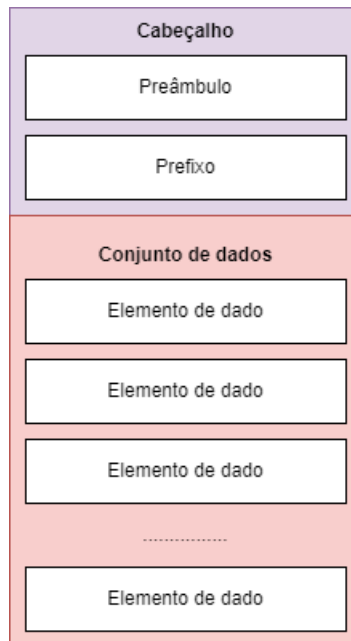 Cabeçalho
Preâmbulo
Prefixo
Conjunto de dados
Elemento de dado
Elemento de dado
Elemento de dado
Elemento de dado